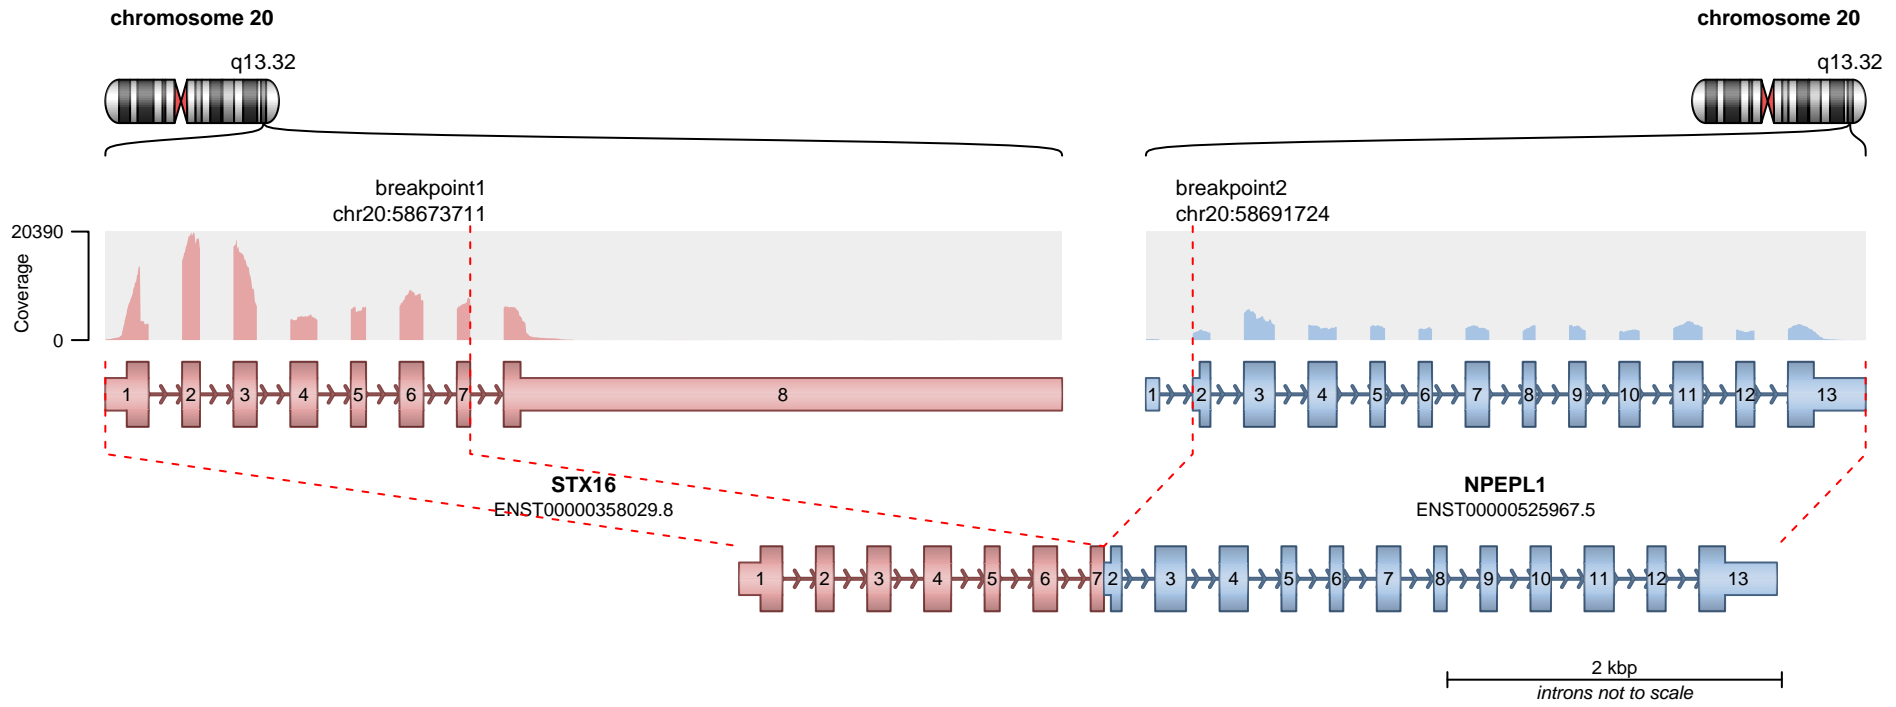 chromosome 20
chromosome 20
q13.32
q13.32
breakpoint1
chr20:58673711
breakpoint2
chr20:58691724
20390
0
Coverage
1 2 3 4 5 6 7 8
1 2 3 4 5 6 7 8 9 10 11 12 13
STX16
ENST00000358029.8
NPEPL1
ENST00000525967.5
1 2 3 4 5 6 7 2 3 4 5 6 7 8 9 10 11 12 13
2 kbp
introns not to scale